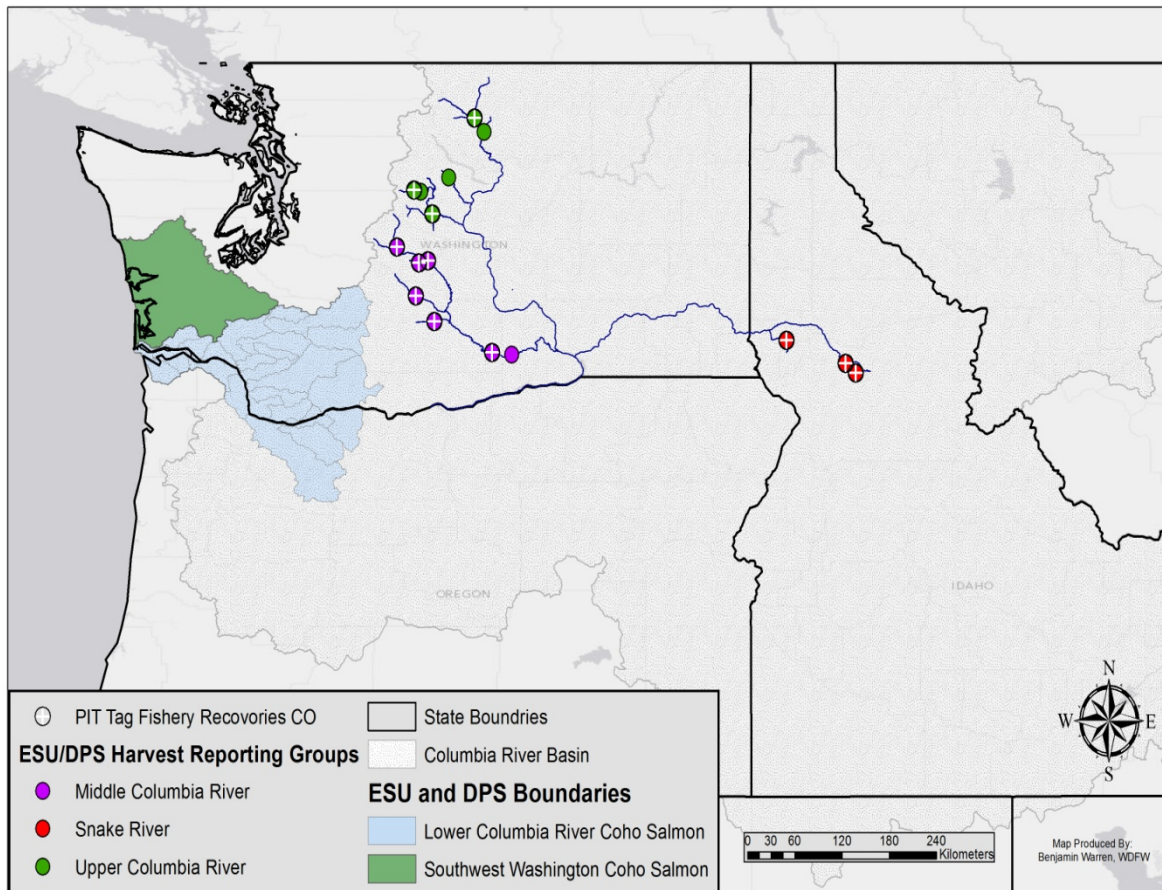 WASHINGTON
OREGON
IDAHO
N
W
E
S
PIT Tag Fishery Recovories CO
ESU/DPS Harvest Reporting Groups
Middle Columbia River
Snake River
Upper Columbia River
State Boundries
Columbia River Basin
ESU and DPS Boundaries
Lower Columbia River Coho Salmon
Southwest Washington Coho Salmon
0 30 60 120 180 240
Kilometers
Map Produced By:
Benjamin Warren, WDFW